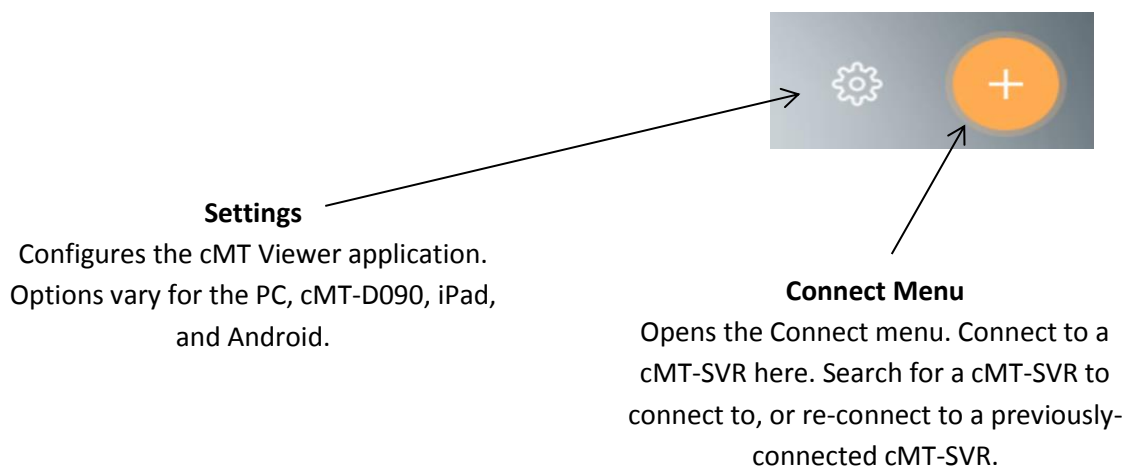 Settings
Configures the cMT Viewer application.
Options vary for the PC, cMT-D090, iPad,
and Android.
Connect Menu
Opens the Connect menu. Connect to a
cMT-SVR here. Search for a cMT-SVR to
connect to, or re-connect to a previously-
connected cMT-SVR.